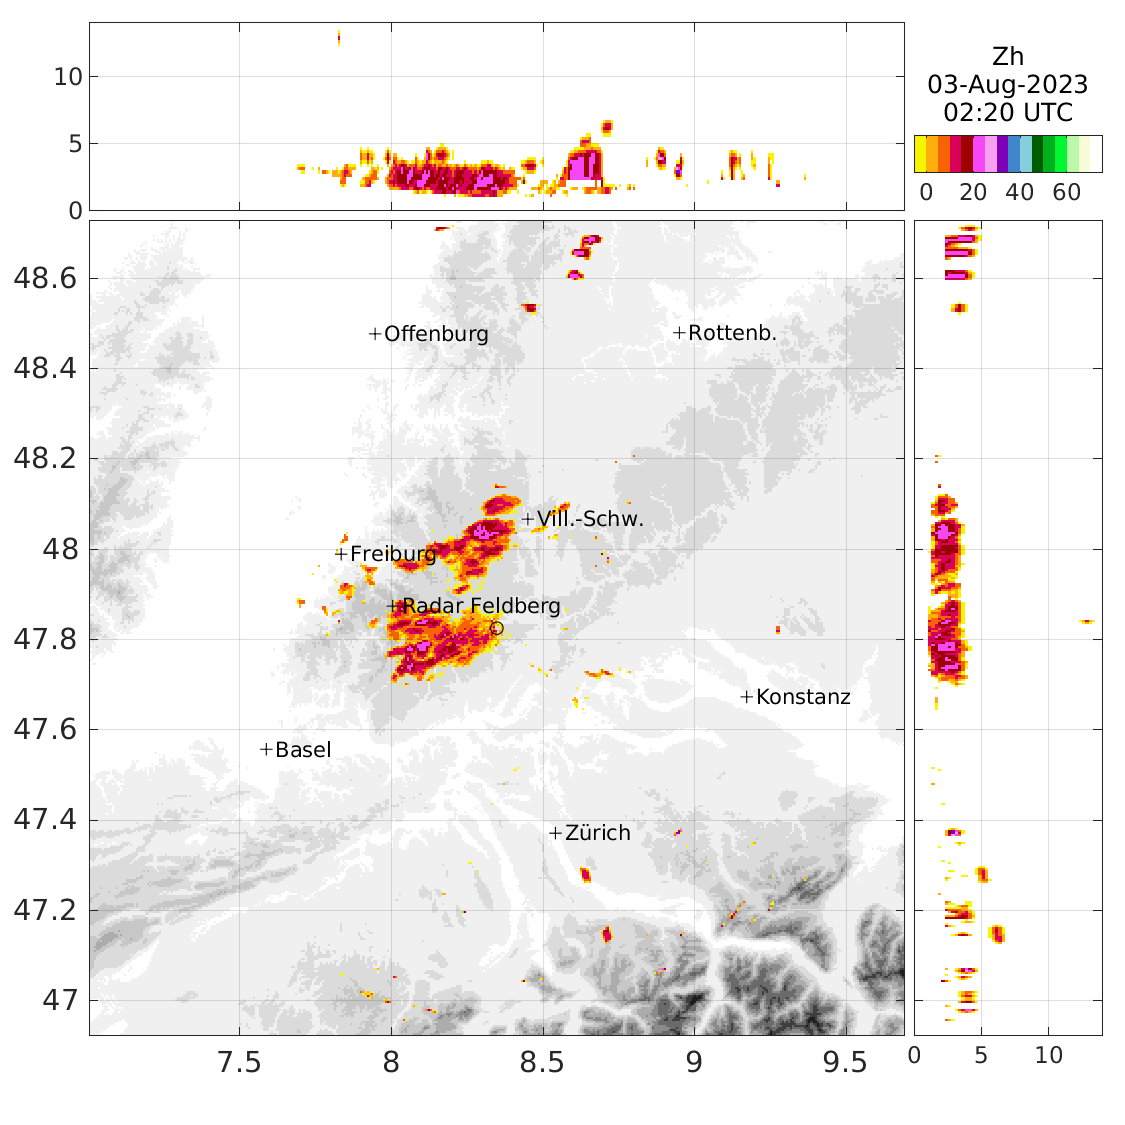 10
5
0
Zh
03-Aug-2023
02:20 UTC
0 20 40 60
48.6
48.4
48.2
48
47.8
47.6
47.4
47.2
47
Offenburg
Rottenb.
Vill.-Schw.
Freiburg
Radar Feldberg
Konstanz
Basel
Zürich
7.5 8 8.5 9 9.5
0 5 10